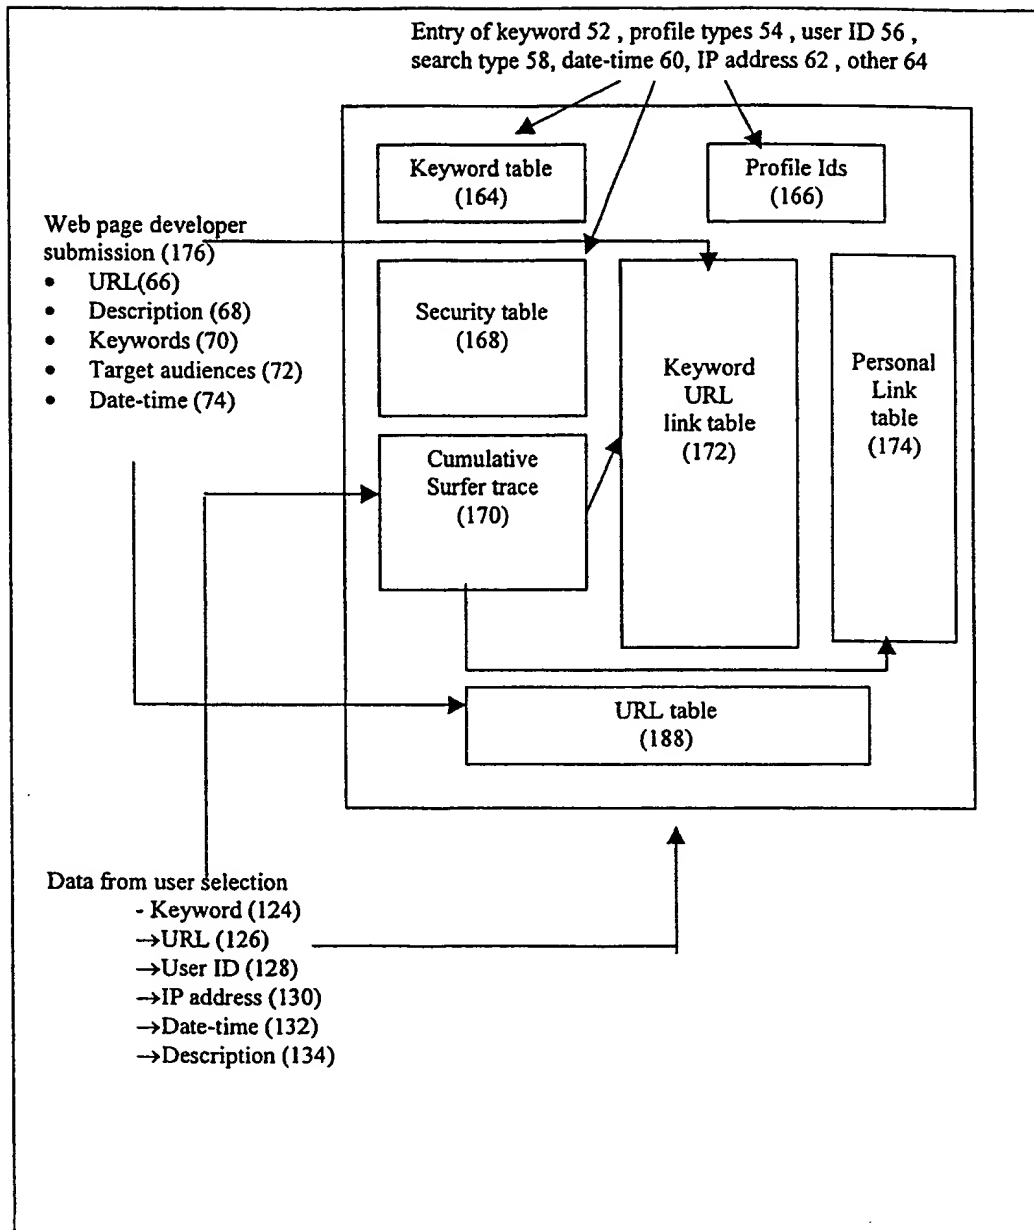 Entry of keyword 52 , profile types 54 , user ID 56 ,
search type 58, date-time 60, IP address 62 , other 64
Keyword table
(164)
Profile Ids
(166)
Web page developer
submission (176)
• URL(66)
• Description (68)
• Keywords (70)
• Target audiences (72)
• Date-time (74)
Security table
(168)
Keyword
URL
link table
(172)
Personal
Link
table
(174)
Cumulative
Surfer trace
(170)
URL table
(188)
Data from user selection
- Keyword (124)
→URL (126)
→User ID (128)
→IP address (130)
→Date-time (132)
→Description (134)